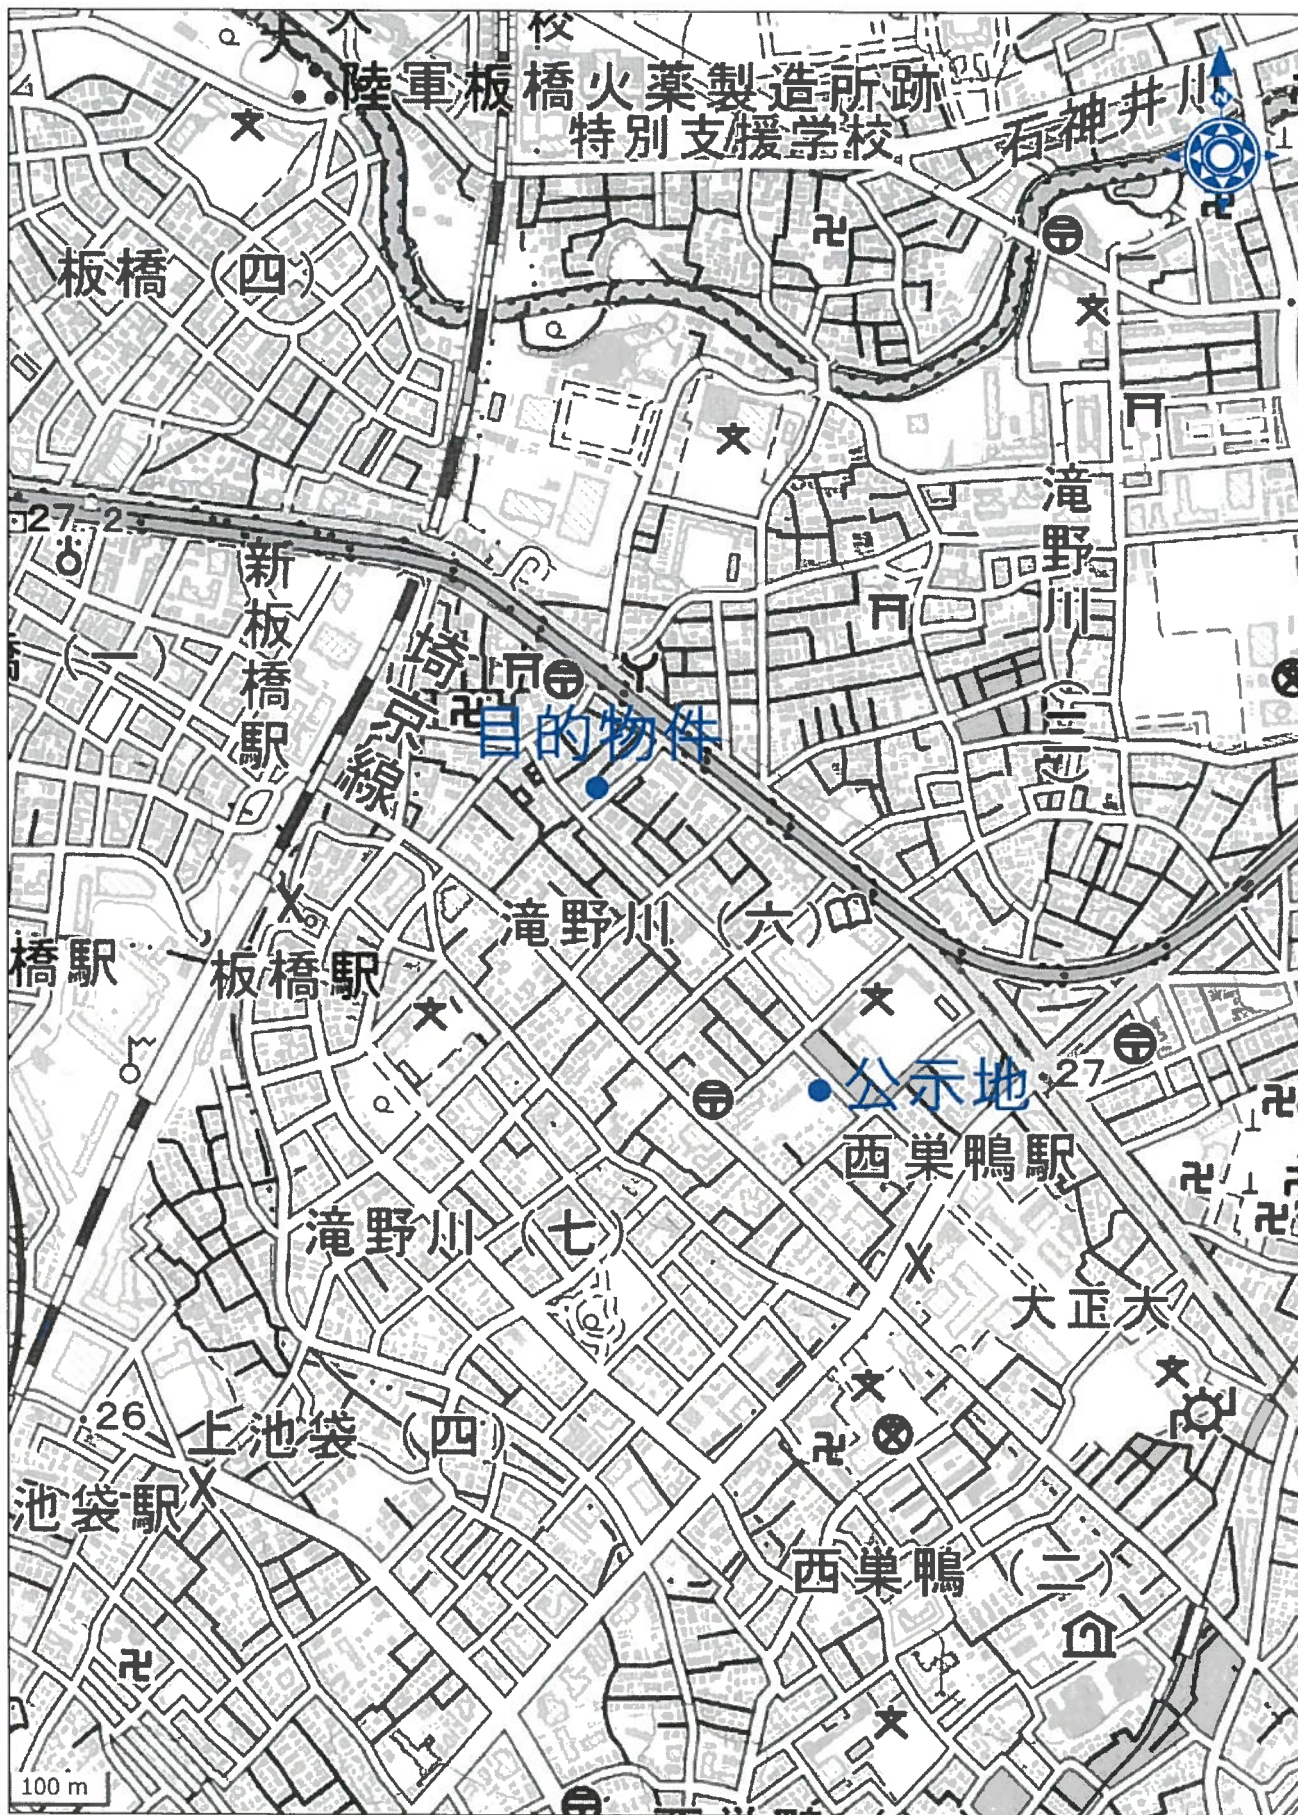 校
陸軍板橋火薬製造所跡
特別支援学校
石神井川
N
板橋（四）
27-2
新板橋駅
滝野川（三）
（一）
埼京線
目的物件
滝野川（六）
橋駅
板橋駅
公示地
27
西巣鴨駅
滝野川（七）
大正大
26
上池袋（四）
池袋駅
西巣鴨（二）
100 m